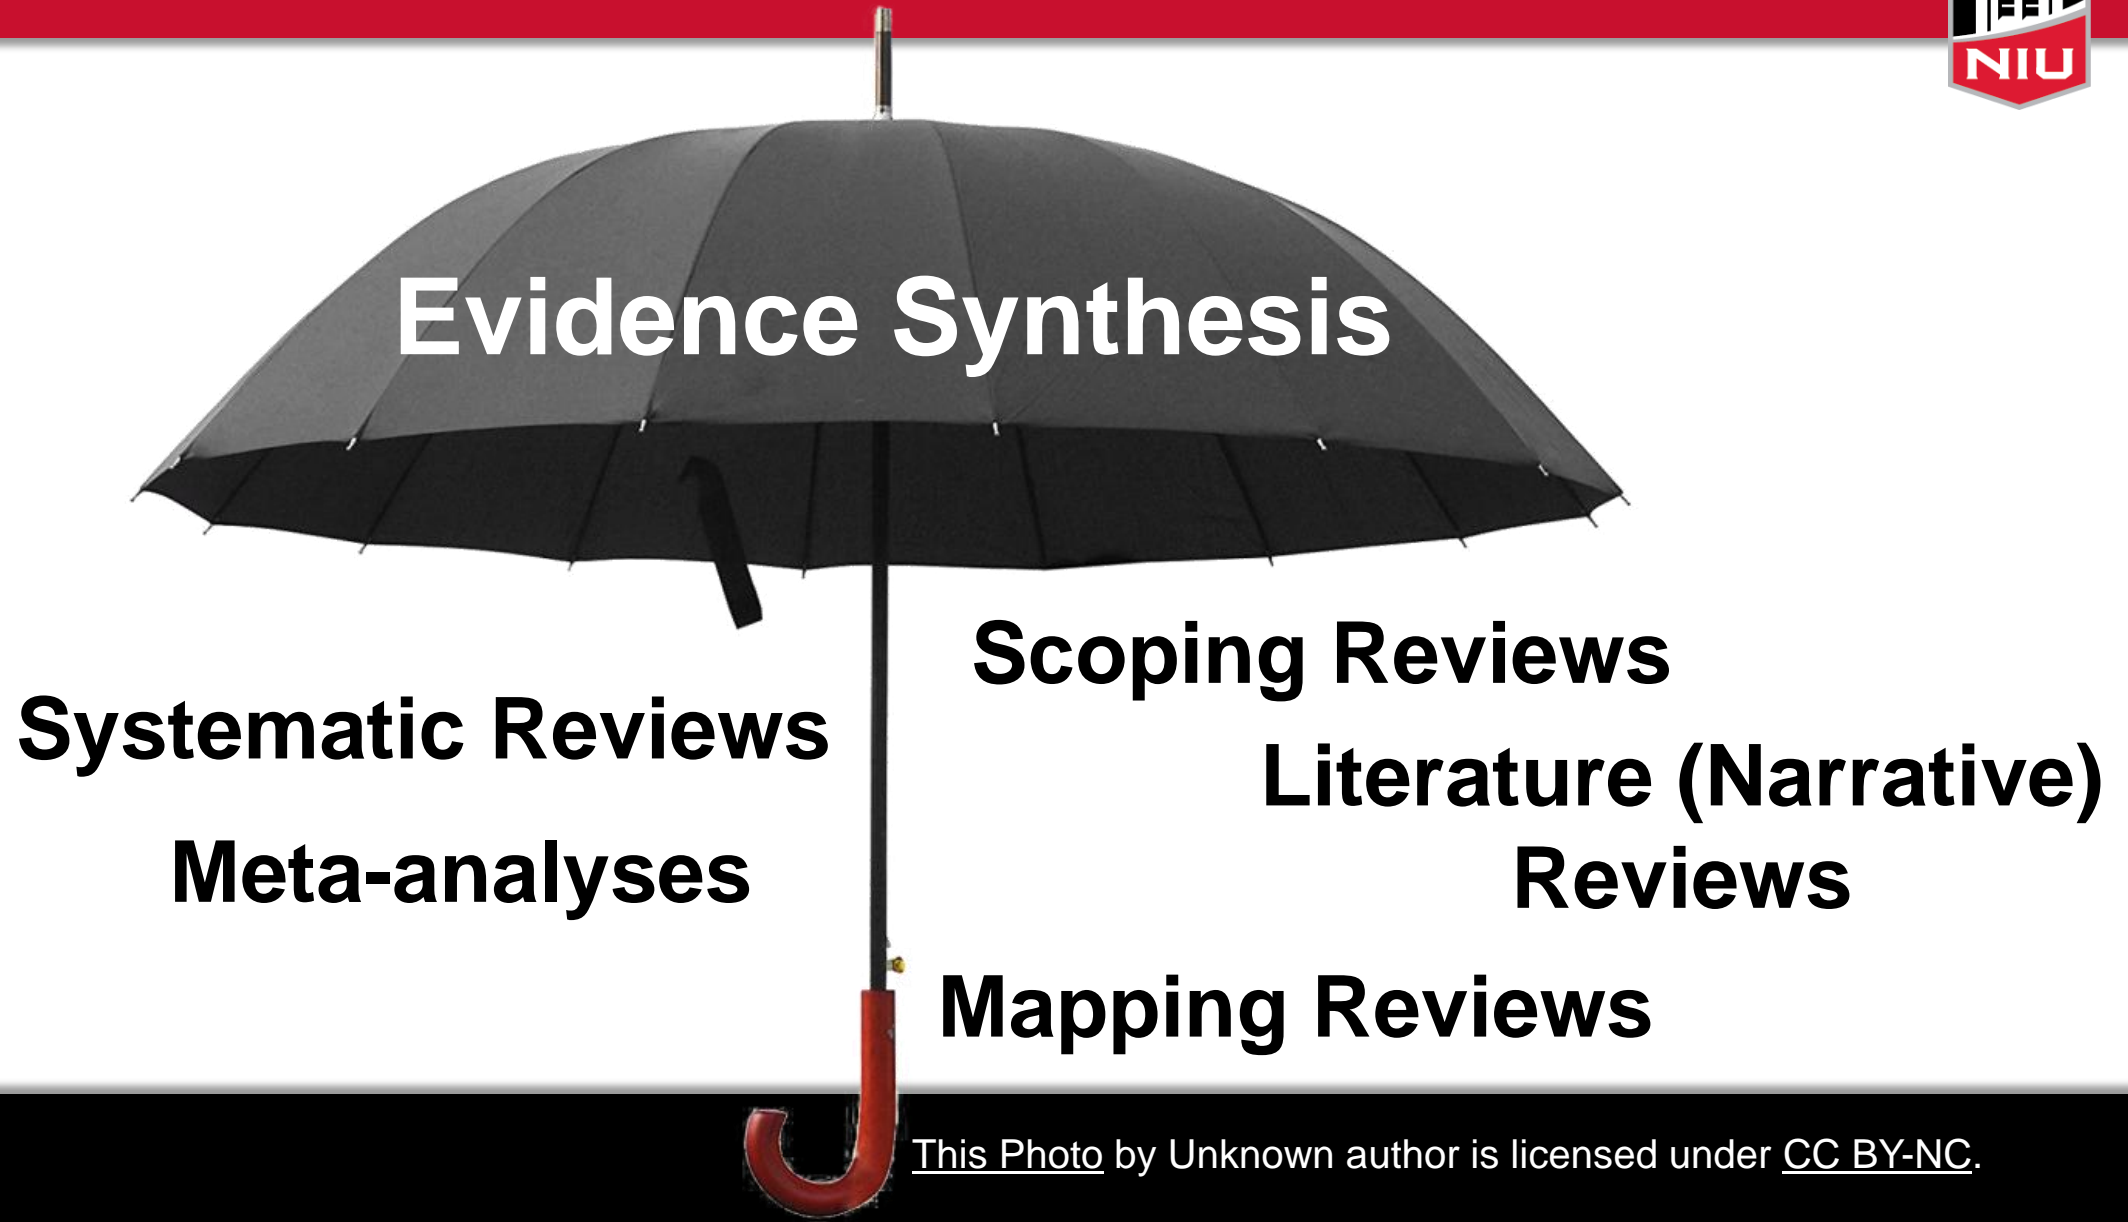 NIU
Evidence Synthesis
Scoping Reviews
Systematic Reviews
Literature (Narrative)
Reviews
Meta-analyses
Mapping Reviews
This Photo by Unknown author is licensed under CC BY-NC.